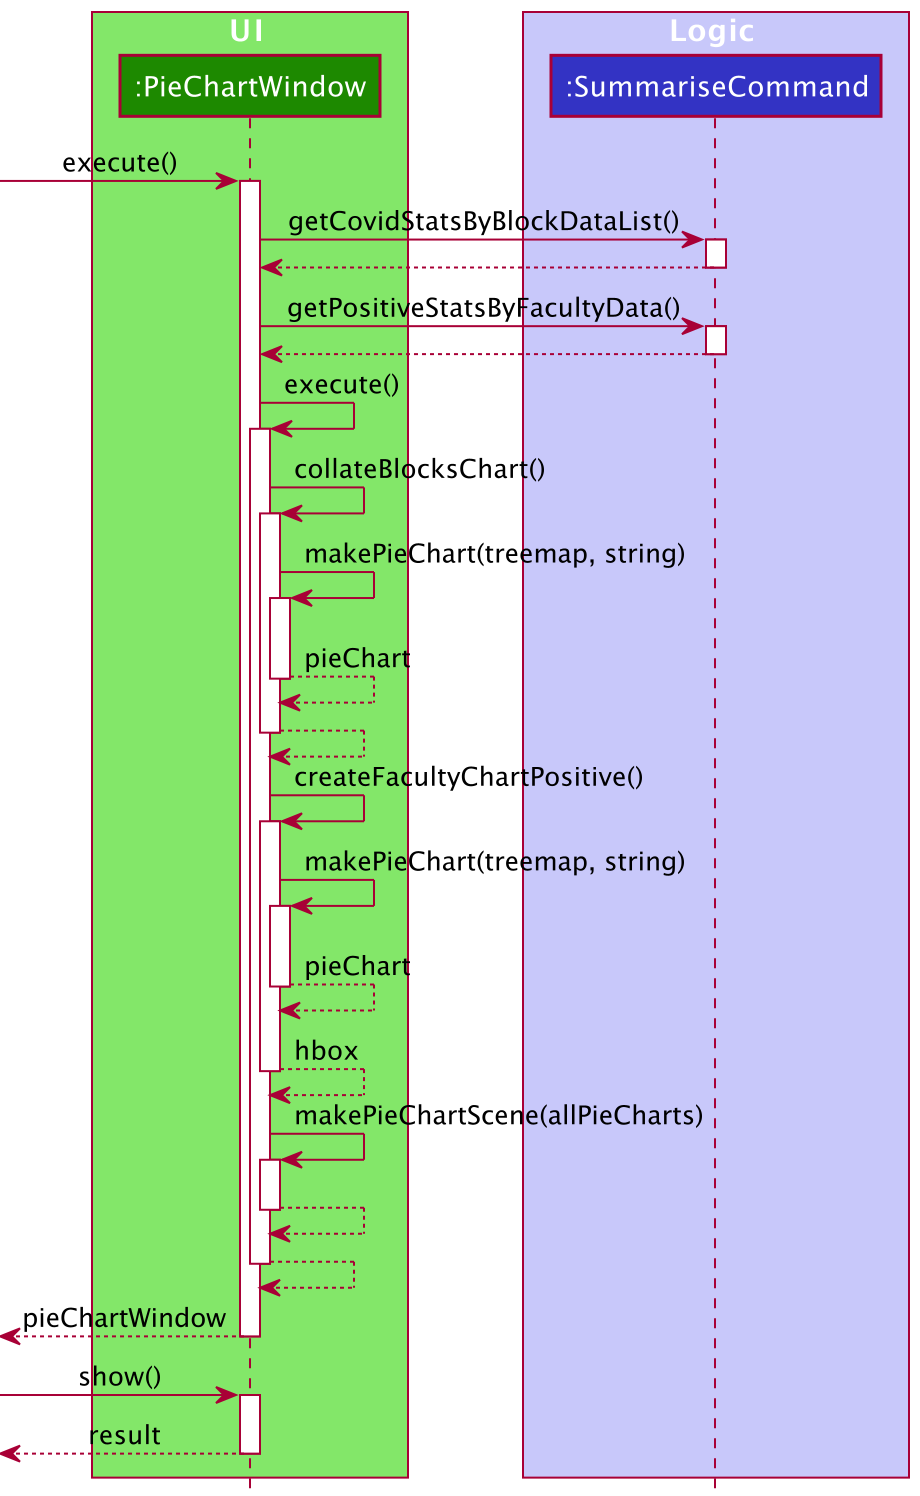 UI
Logic
:PieChartWindow
:SummariseCommand
execute()
getCovidStatsByBlockDataList()
getPositiveStatsByFacultyData()
execute()
collateBlocksChart()
makePieChart(treemap, string)
pieChart
createFacultyChartPositive()
makePieChart(treemap, string)
pieChart
hbox
makePieChartScene(allPieCharts)
pieChartWindow
show()
result